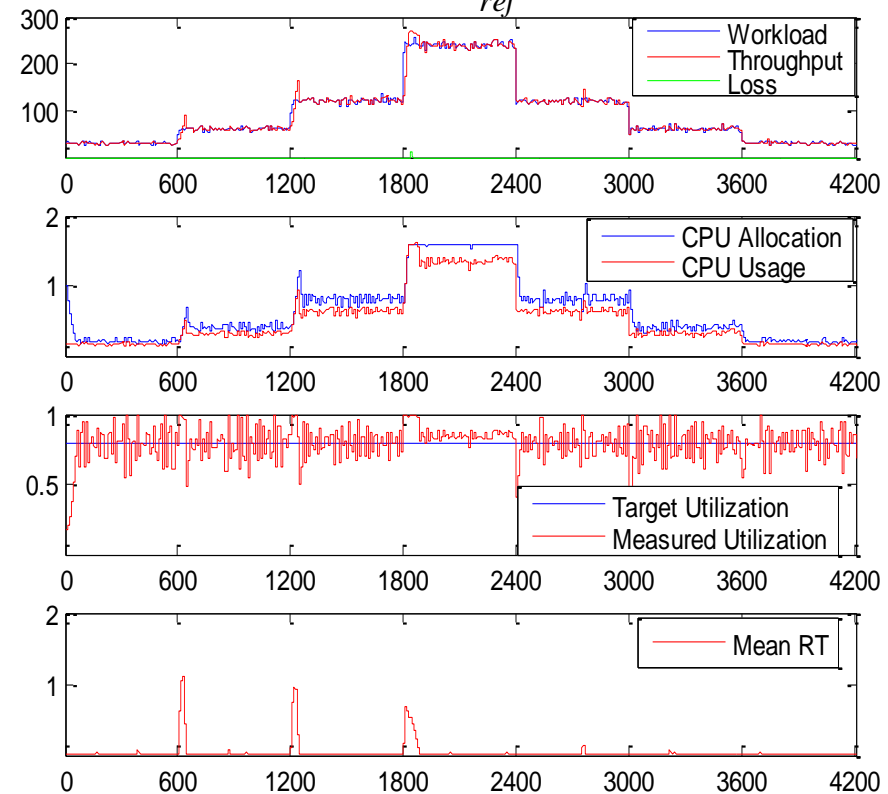 ref
300
200
100
Workload
Throughput
Loss
0 600 1200 1800 2400 3000 3600 4200
2
1
CPU Allocation
CPU Usage
0 600 1200 1800 2400 3000 3600 4200
1
0.5
Target Utilization
Measured Utilization
0 600 1200 1800 2400 3000 3600 4200
2
1
Mean RT
0 600 1200 1800 2400 3000 3600 4200